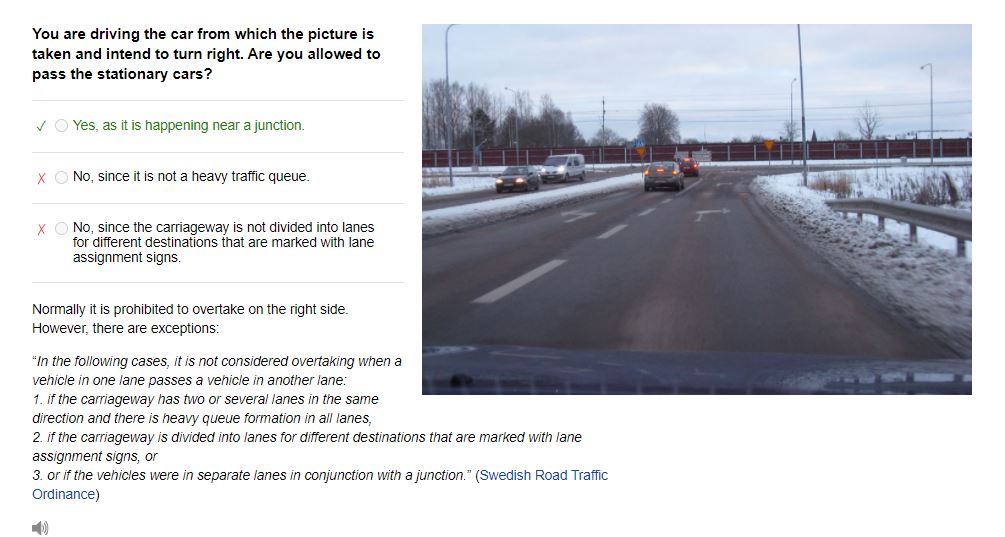 You are driving the car from which the picture is
taken and intend to turn right. Are you allowed to
pass the stationary cars?
✓ Yes, as it is happening near a junction.
X No, since it is not a heavy traffic queue.
X No, since the carriageway is not divided into lanes
for different destinations that are marked with lane
assignment signs.
Normally it is prohibited to overtake on the right side.
However, there are exceptions:
“In the following cases, it is not considered overtaking when a
vehicle in one lane passes a vehicle in another lane:
1. if the carriageway has two or several lanes in the same
direction and there is heavy queue formation in all lanes,
2. if the carriageway is divided into lanes for different destinations that are marked with lane
assignment signs, or
3. or if the vehicles were in separate lanes in conjunction with a junction.” (Swedish Road Traffic
Ordinance)